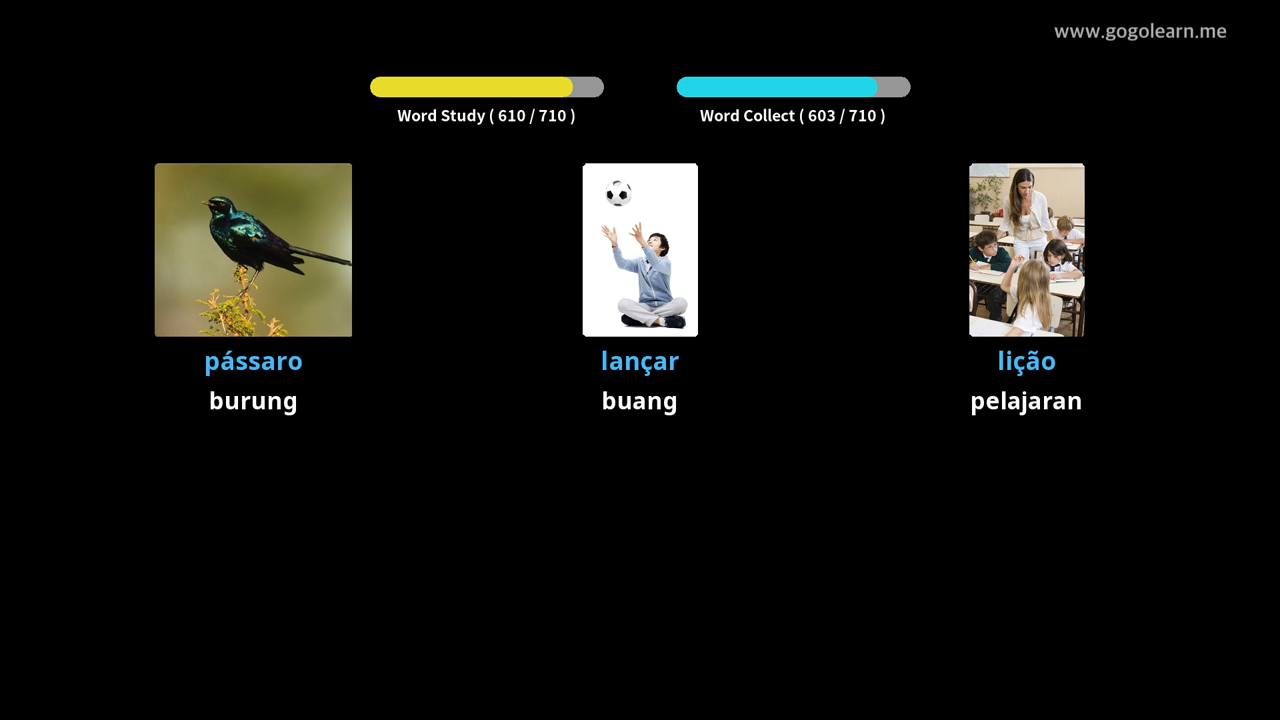 www.gogolearn.me
Word Study ( 610 / 710 )
Word Collect ( 603 / 710 )
pássaro
burung
lançar
buang
lição
pelajaran